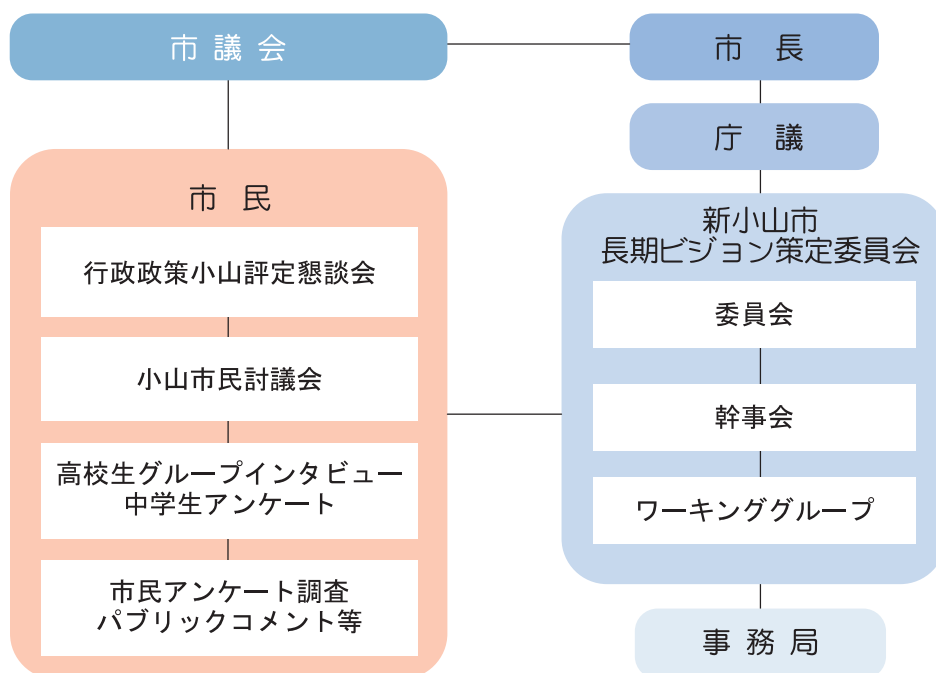 市議会
市長
庁議
市民
行政政策小山評定懇談会
小山市民討議会
高校生グループインタビュー
中学生アンケート
市民アンケート調査
パブリックコメント等
新小山市
長期ビジョン策定委員会
委員会
幹事会
ワーキンググループ
事務局